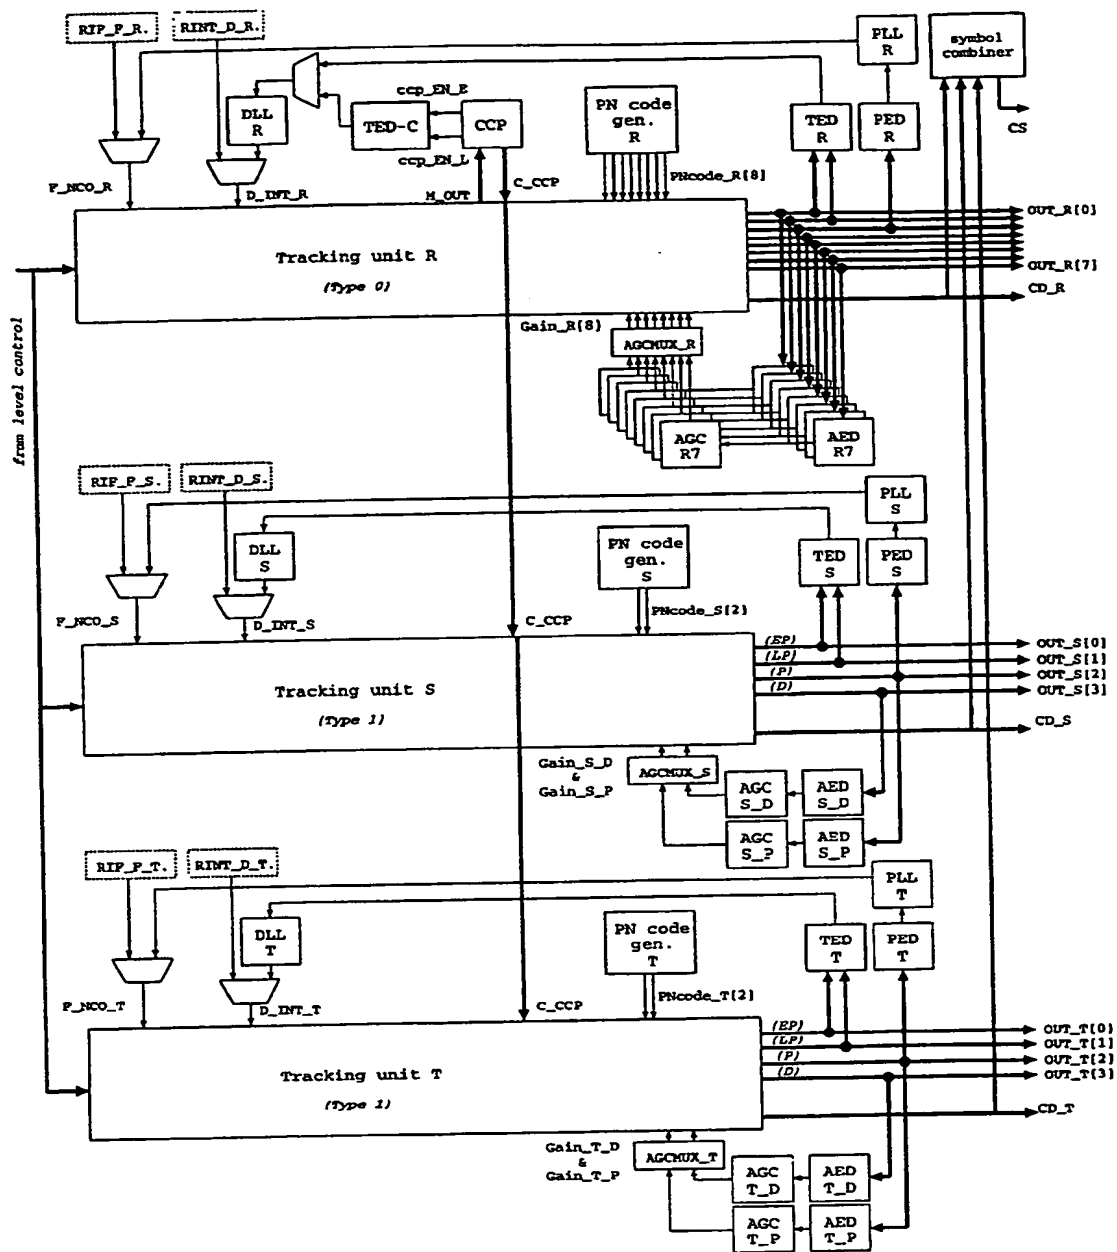 RIF_F_R.
RINT_D_R.
PLL
R
symbol
combiner
CS
DLL
R
ccp_EN_E
TED-C
CCP
ccp_EN_L
PN code
gen.
R
TED
R
PED
R
F_NCO_R
D_INT_R
M_OUT
C_CCP
PNcode_R[8]
OUT_R[0]
OUT_R[7]
CD_R
Tracking unit R
(Type 0)
from level control
Gain_R[8]
AGCMUX_R
AGC
R7
AED
R7
RIF_F_S.
RINT_D_S.
PLL
S
DLL
S
PN code
gen.
S
TED
S
PED
S
F_NCO_S
D_INT_S
C_CCP
PNcode_S[2]
Tracking unit S
(Type 1)
(EP)
(LP)
(P)
(D)
OUT_S[0]
OUT_S[1]
OUT_S[2]
OUT_S[3]
CD_S
Gain_S_D
&
Gain_S_P
AGCMUX_S
AGC
S_D
AED
S_D
AGC
S_P
AED
S_P
RIF_F_T.
RINT_D_T.
PLL
T
DLL
T
PN code
gen.
T
TED
T
PED
T
F_NCO_T
D_INT_T
C_CCP
PNcode_T[2]
Tracking unit T
(Type 1)
(EP)
(LP)
(P)
(D)
OUT_T[0]
OUT_T[1]
OUT_T[2]
OUT_T[3]
CD_T
Gain_T_D
&
Gain_T_P
AGCMUX_T
AGC
T_D
AED
T_D
AGC
T_P
AED
T_P